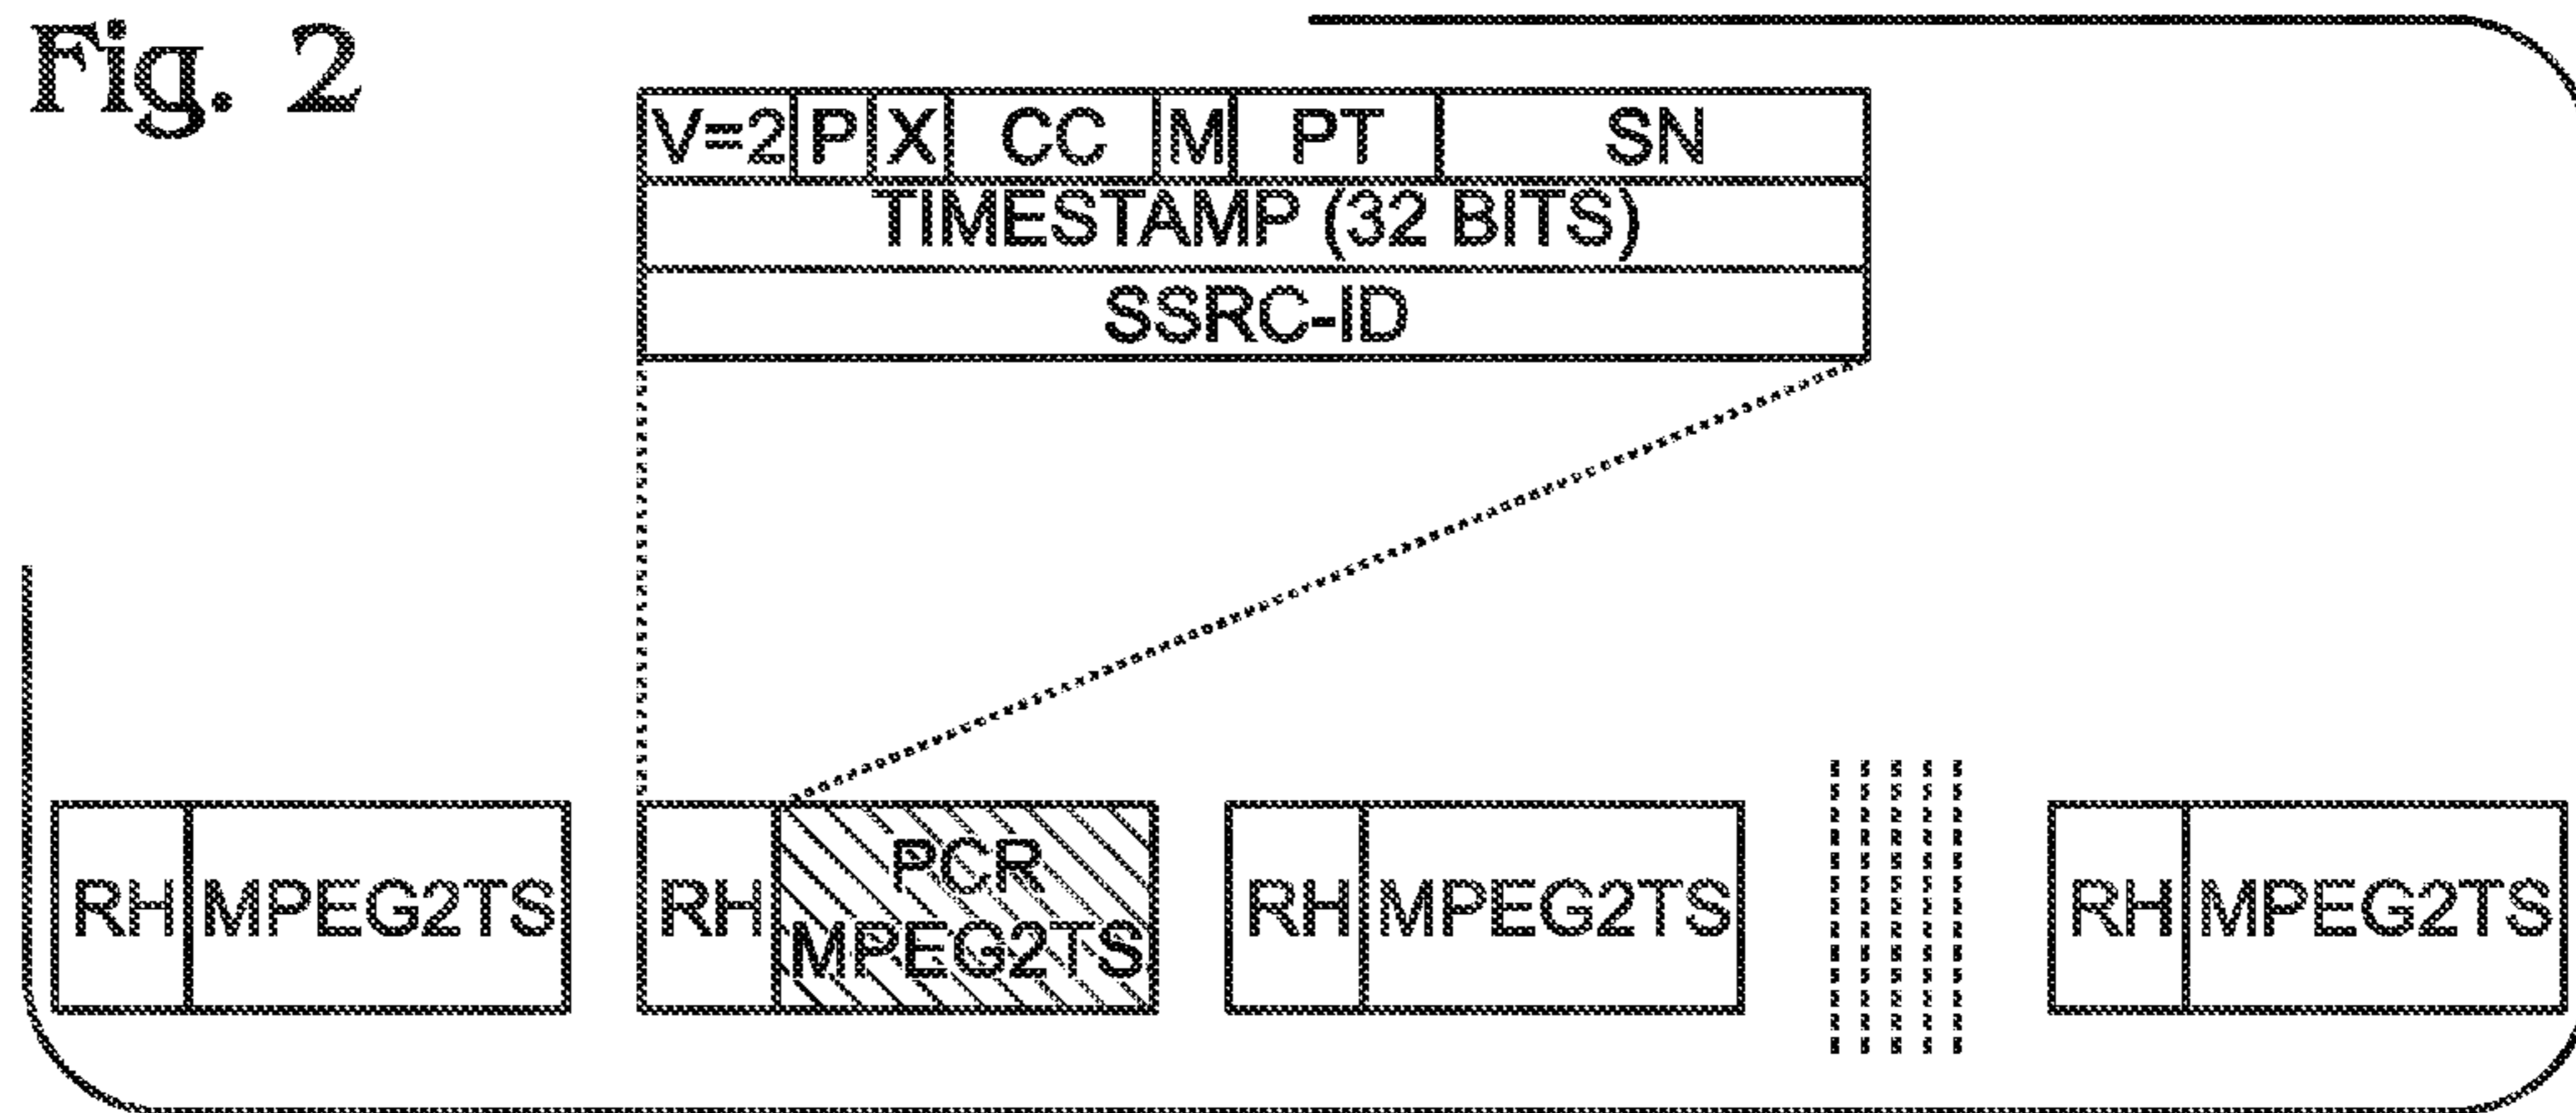 Fig. 2
V=2 P X CC M PT SN
TIMESTAMP (32 BITS)
SSRC-ID
RH MPEG2TS RH PCR MPEG2TS RH MPEG2TS RH MPEG2TS